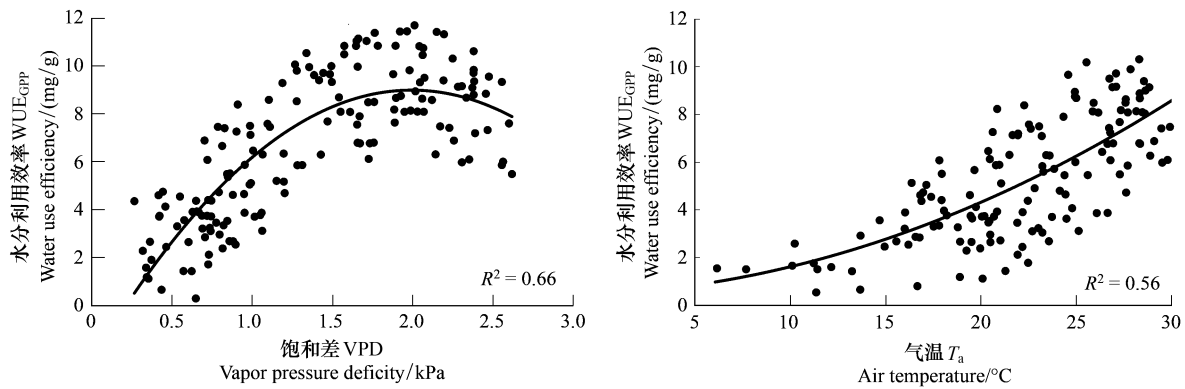 12
10
8
6
4
2
0
水分利用效率 WUE_GPP
Water use efficiency/(mg/g)
R² = 0.66
0 0.5 1.0 1.5 2.0 2.5 3.0
饱和差 VPD
Vapor pressure deficity/kPa
12
10
8
6
4
2
0
水分利用效率 WUE_GPP
Water use efficiency/(mg/g)
R² = 0.56
5 10 15 20 25 30
气温 T_a
Air temperature/°C